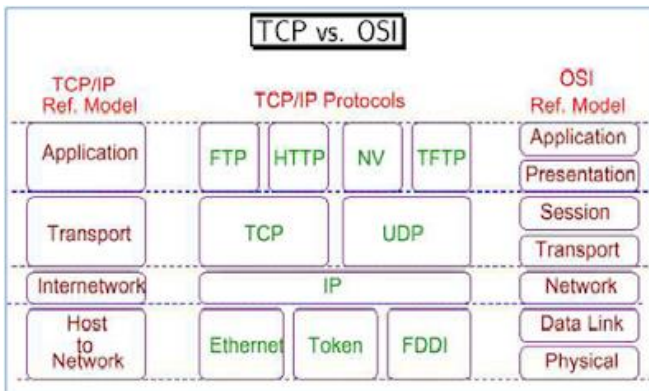 TCP vs. OSI
TCP/IP
Ref. Model
TCP/IP Protocols
OSI
Ref. Model
Application
FTP
HTTP
NV
TFTP
Application
Presentation
Transport
TCP
UDP
Session
Transport
Internetwork
IP
Network
Host
to
Network
Ethernet
Token
FDDI
Data Link
Physical